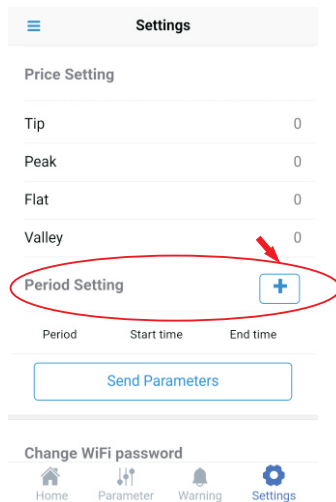 Settings
Price Setting
Tip 0
Peak 0
Flat 0
Valley 0
Period Setting +
Period Start time End time
Send Parameters
Change WiFi password
Home Parameter Warning Settings